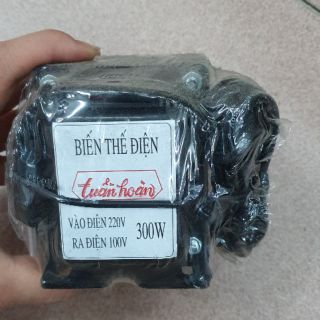 BIẾN THẾ ĐIỆN
tuấn hoàn
VÀO ĐIỆN 220V
RA ĐIỆN 100V
300W